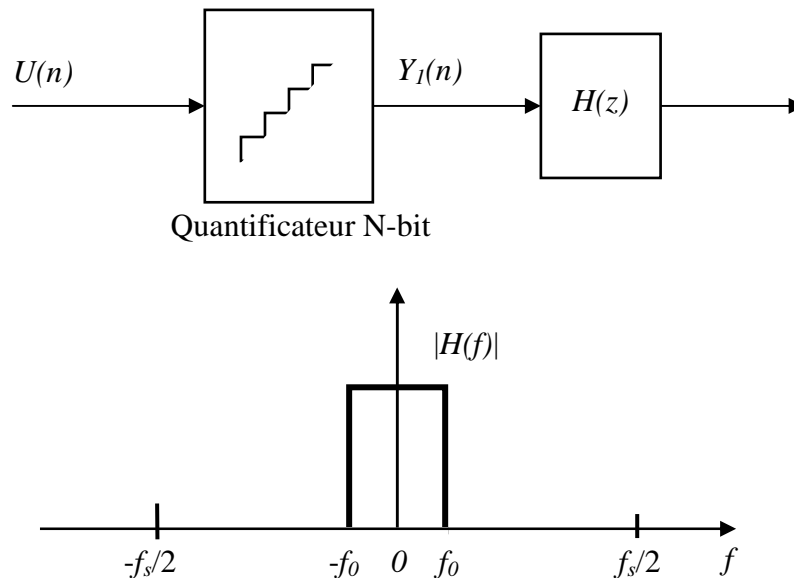 U(n)
Y₁(n)
H(z)
Quantificateur N-bit
|H(f)|
-fₛ/2 -f₀ 0 f₀ fₛ/2 f